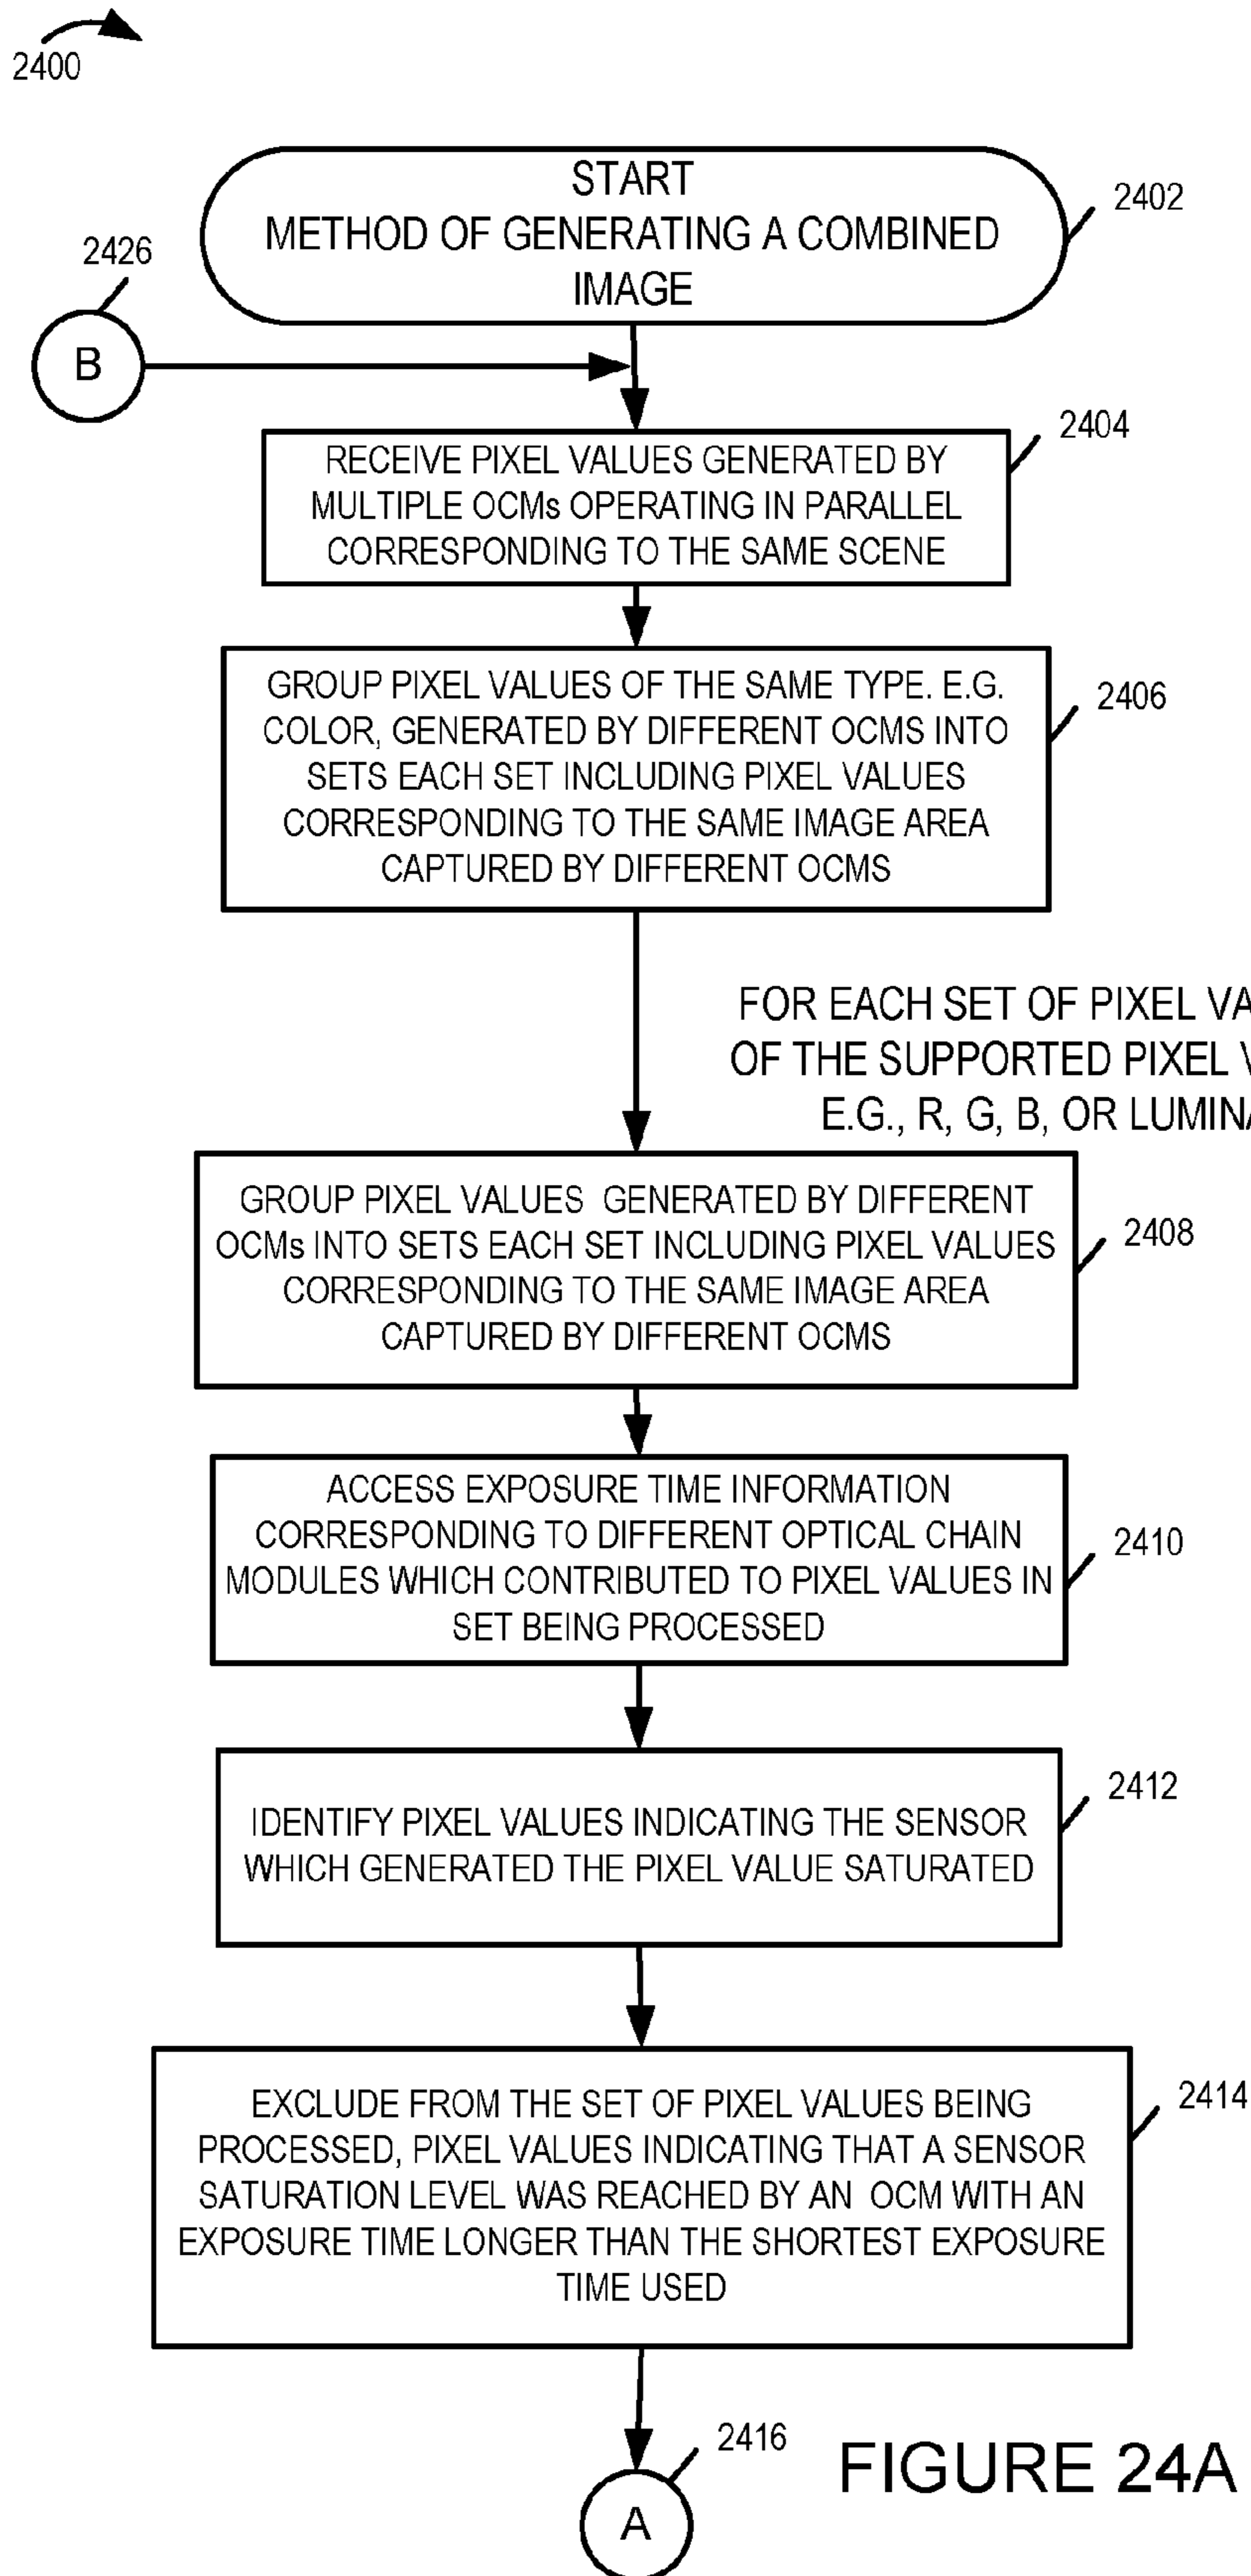 2400
START
METHOD OF GENERATING A COMBINED
IMAGE
2402
2426
B
2404
RECEIVE PIXEL VALUES GENERATED BY
MULTIPLE OCMs OPERATING IN PARALLEL
CORRESPONDING TO THE SAME SCENE
2406
GROUP PIXEL VALUES OF THE SAME TYPE. E.G.
COLOR, GENERATED BY DIFFERENT OCMS INTO
SETS EACH SET INCLUDING PIXEL VALUES
CORRESPONDING TO THE SAME IMAGE AREA
CAPTURED BY DIFFERENT OCMS
FOR EACH SET OF PIXEL
OF THE SUPPORTED PIXEL
E.G., R, G, B, OR
GROUP PIXEL VALUES GENERATED BY DIFFERENT
OCMs INTO SETS EACH SET INCLUDING PIXEL VALUES
CORRESPONDING TO THE SAME IMAGE AREA
CAPTURED BY DIFFERENT OCMS
2408
ACCESS EXPOSURE TIME INFORMATION
CORRESPONDING TO DIFFERENT OPTICAL CHAIN
MODULES WHICH CONTRIBUTED TO PIXEL VALUES IN
SET BEING PROCESSED
2410
IDENTIFY PIXEL VALUES INDICATING THE SENSOR
WHICH GENERATED THE PIXEL VALUE SATURATED
2412
EXCLUDE FROM THE SET OF PIXEL VALUES BEING
PROCESSED, PIXEL VALUES INDICATING THAT A SENSOR
SATURATION LEVEL WAS REACHED BY AN OCM WITH AN
EXPOSURE TIME LONGER THAN THE SHORTEST EXPOSURE
TIME USED
2414
2416
A
FIGURE 24A